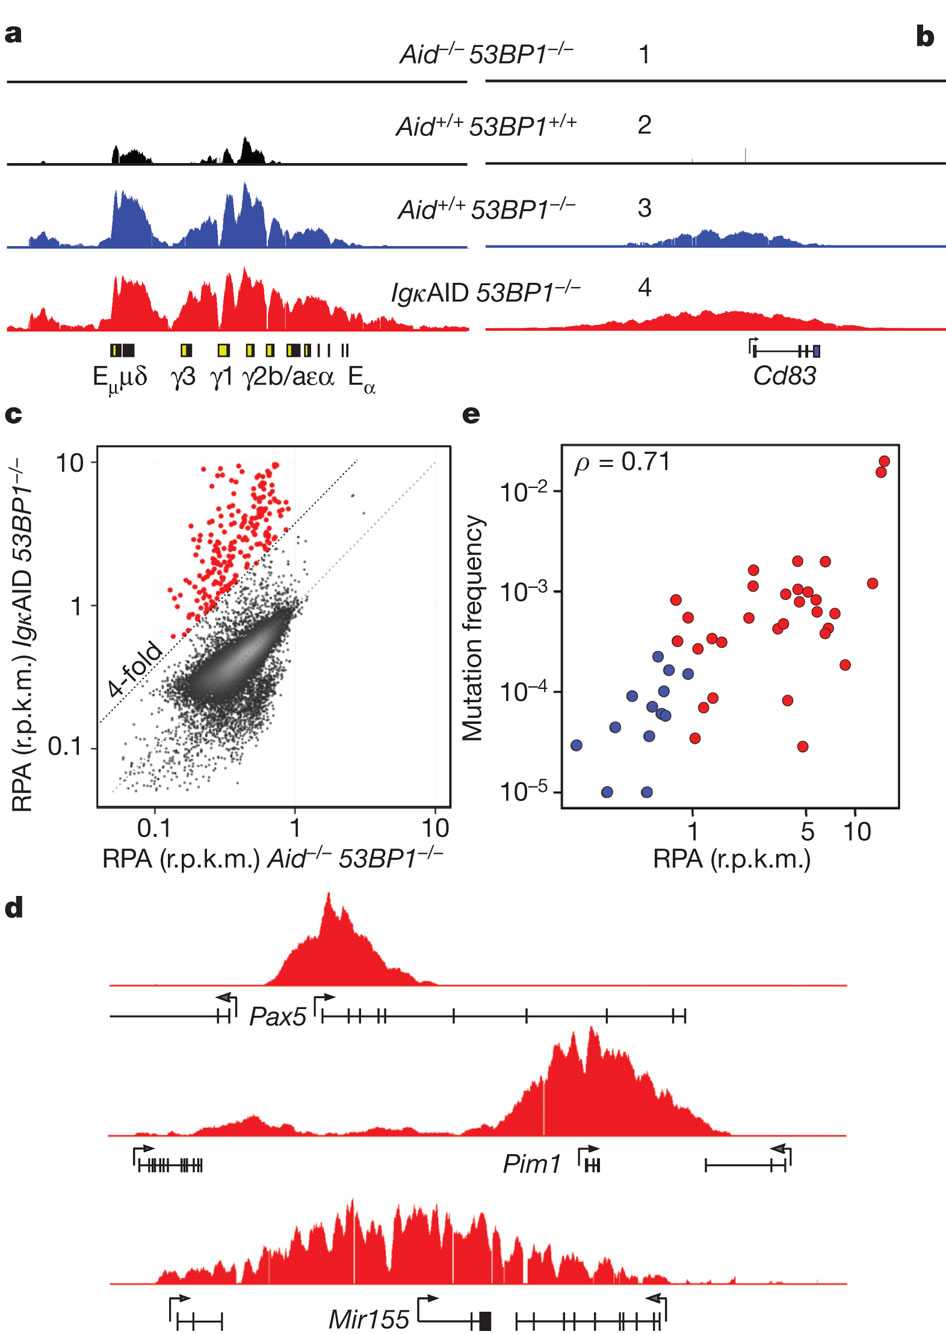 a
b
Aid–/– 53BP1–/– 1
Aid+/+ 53BP1+/+ 2
Aid+/+ 53BP1–/– 3
IgκAID 53BP1–/– 4
Eμ μδ γ3 γ1 γ2b/aεα Eα
Cd83
c
RPA (r.p.k.m.) IgκAID 53BP1–/–
10
1
0.1
4-fold
0.1 1 10
RPA (r.p.k.m.) Aid–/– 53BP1–/–
e
ρ = 0.71
Mutation frequency
10–2
10–3
10–4
10–5
1 5 10
RPA (r.p.k.m.)
d
Pax5
Pim1
Mir155